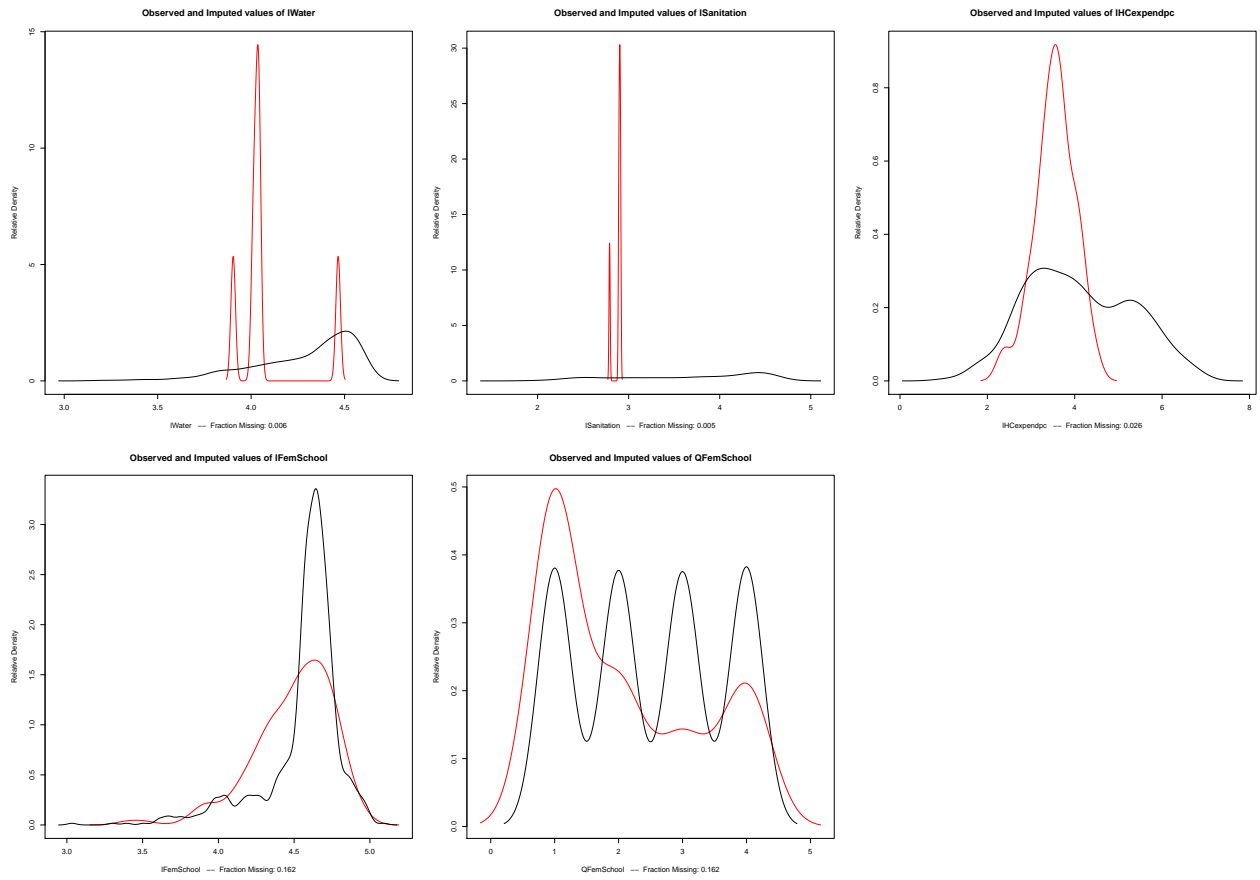 Observed and Imputed values of lWater
Relative Density
0
5
10
15
3.0 3.5 4.0 4.5
lWater −− Fraction Missing: 0.006
Observed and Imputed values of lSanitation
Relative Density
0
5
10
15
20
25
30
2 3 4 5
lSanitation −− Fraction Missing: 0.005
Observed and Imputed values of lHCexpendpc
Relative Density
0.0
0.2
0.4
0.6
0.8
0 2 4 6 8
lHCexpendpc −− Fraction Missing: 0.026
Observed and Imputed values of lFemSchool
Relative Density
0.0
0.5
1.0
1.5
2.0
2.5
3.0
3.0 3.5 4.0 4.5 5.0
lFemSchool −− Fraction Missing: 0.162
Observed and Imputed values of QFemSchool
Relative Density
0.0
0.1
0.2
0.3
0.4
0.5
0 1 2 3 4 5
QFemSchool −− Fraction Missing: 0.162